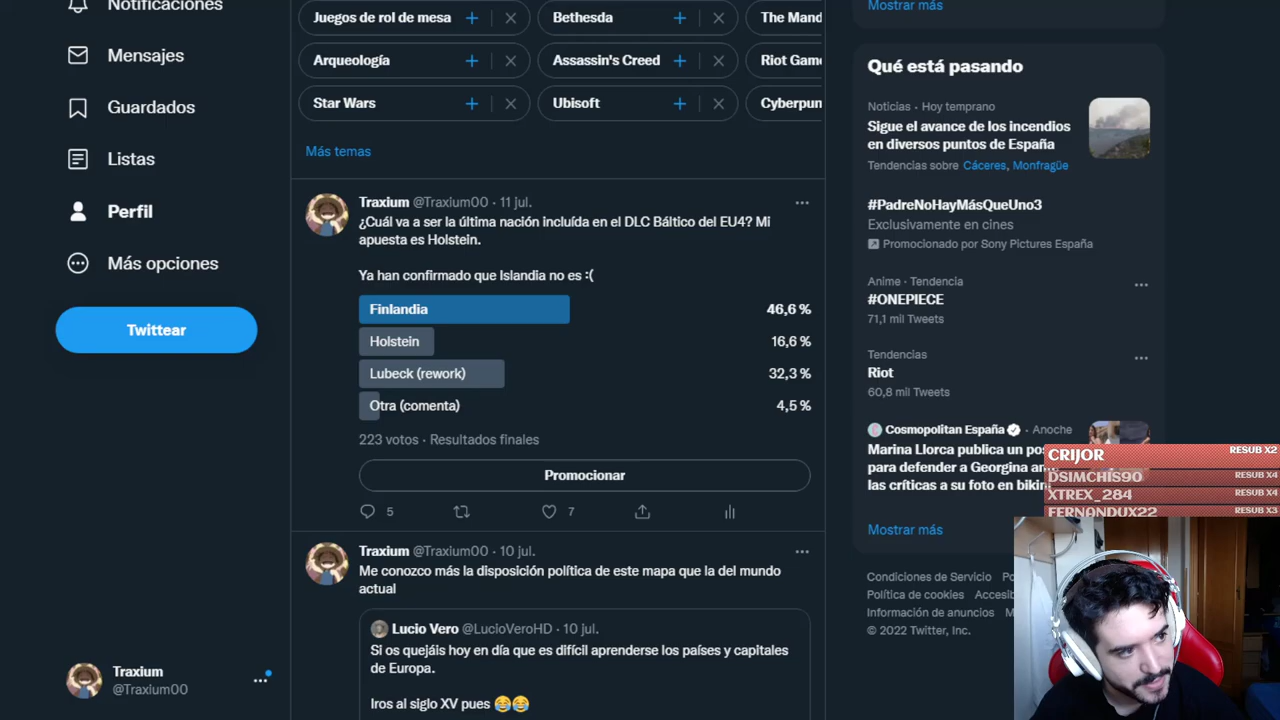 Notificaciones
Mensajes
Guardados
Listas
Perfil
Más opciones
Twittear
Traxium
@Traxium00
Juegos de rol de mesa
Bethesda
The Mand
Arqueología
Assassin's Creed
Riot Game
Star Wars
Ubisoft
Cyberpun
Más temas
Traxium @Traxium00 · 11 jul.
¿Cuál va a ser la última nación incluída en el DLC Báltico del EU4? Mi
apuesta es Holstein.
Ya han confirmado que Islandia no es :(
Finlandia 46,6 %
Holstein 16,6 %
Lubeck (rework) 32,3 %
Otra (comenta) 4,5 %
223 votos · Resultados finales
Promocionar
5
7
Traxium @Traxium00 · 10 jul.
Me conozco más la disposición política de este mapa que la del mundo
actual
Lucio Vero @LucioVeroHD · 10 jul.
Si os quejáis hoy en día que es difícil aprenderse los países y capitales
de Europa.
Iros al siglo XV pues 😂😂
Mostrar más
Qué está pasando
Noticias · Hoy temprano
Sigue el avance de los incendios
en diversos puntos de España
Tendencias sobre Cáceres, Monfragüe
#PadreNoHayMásQueUno3
Exclusivamente en cines
Promocionado por Sony Pictures España
Anime · Tendencia
#ONEPIECE
71,1 mil Tweets
Tendencias
Riot
60,8 mil Tweets
Cosmopolitan España · Anoche
Marina Llorca publica un pos
para defender a Georgina an
las críticas a su foto en bikin
Mostrar más
Condiciones de Servicio Po
Política de cookies Accesib
Información de anuncios M
© 2022 Twitter, Inc.
CRIJOR RESUB X2
DSIMCHIS90 RESUB X4
XTREX_284 RESUB X4
FERNANDUX22 RESUB X3